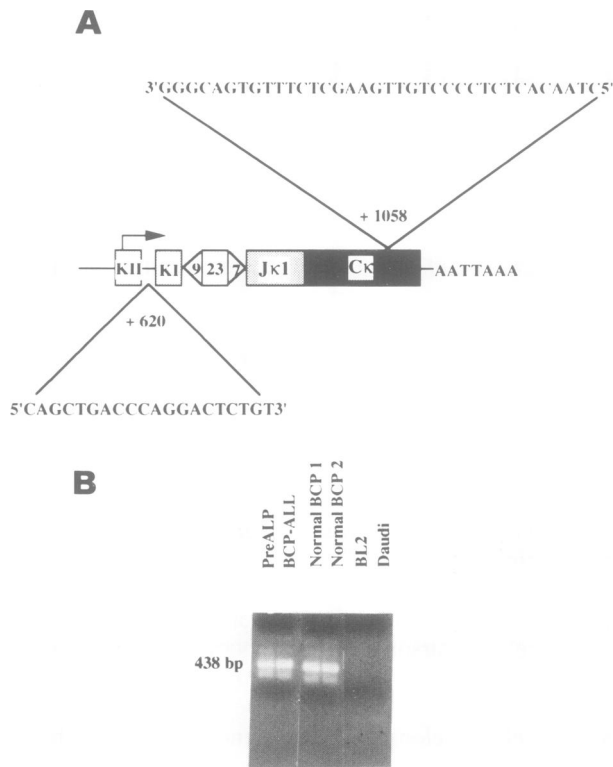 A
3'GGGCAGTGTTTCTCGAAGTTGTCCCCTCTCACAATC5'
+ 1058
KII KI 9 23 7 Jκ1 Cκ AATTAAA
+ 620
5'CAGCTGACCCAGGACTCTGT3'
B
PreALP
BCP-ALL
Normal BCP 1
Normal BCP 2
BL2
Daudi
438 bp